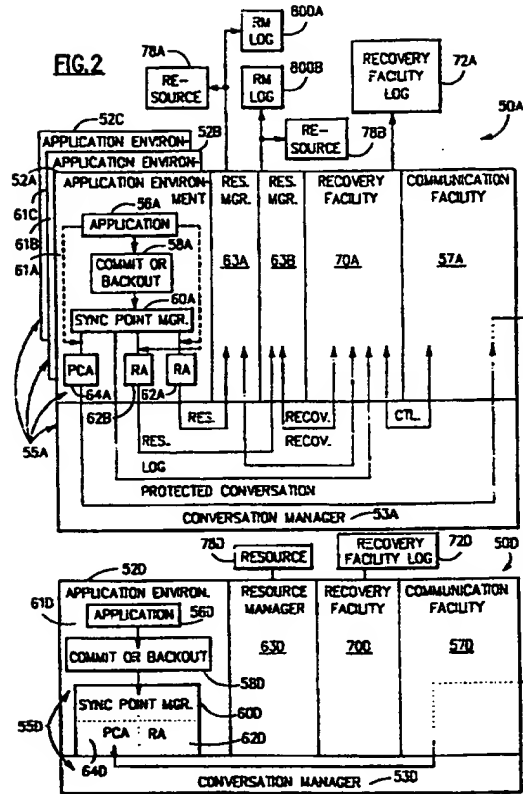 FIG.2
78A
RE-
SOURCE
RM
LOG
800A
RM
LOG
800B
RE-
SOURCE
78B
RECOVERY
FACILITY
LOG
72A
50A
52C
APPLICATION ENVIRON-
52B
APPLICATION ENVIRON-
52A
61C
61B
61A
APPLICATION ENVIRON-
MENT
56A
APPLICATION
58A
COMMIT OR
BACKOUT
60A
SYNC POINT MGR.
PCA
RA
RA
64A
62B
62A
55A
RES.
MGR.
63A
RES.
MGR.
63B
RECOVERY
FACILITY
70A
COMMUNICATION
FACILITY
57A
RES.
RECOV.
CTL.
RES.
RECOV.
LOG
PROTECTED CONVERSATION
CONVERSATION MANAGER
53A
78D
RESOURCE
RECOVERY
FACILITY LOG
72D
50D
52D
APPLICATION ENVIRON.
61D
APPLICATION
56D
COMMIT OR BACKOUT
58D
SYNC POINT MGR.
60D
PCA
RA
62D
64D
55D
RESOURCE
MANAGER
63D
RECOVERY
FACILITY
70D
COMMUNICATION
FACILITY
57D
CONVERSATION MANAGER
53D